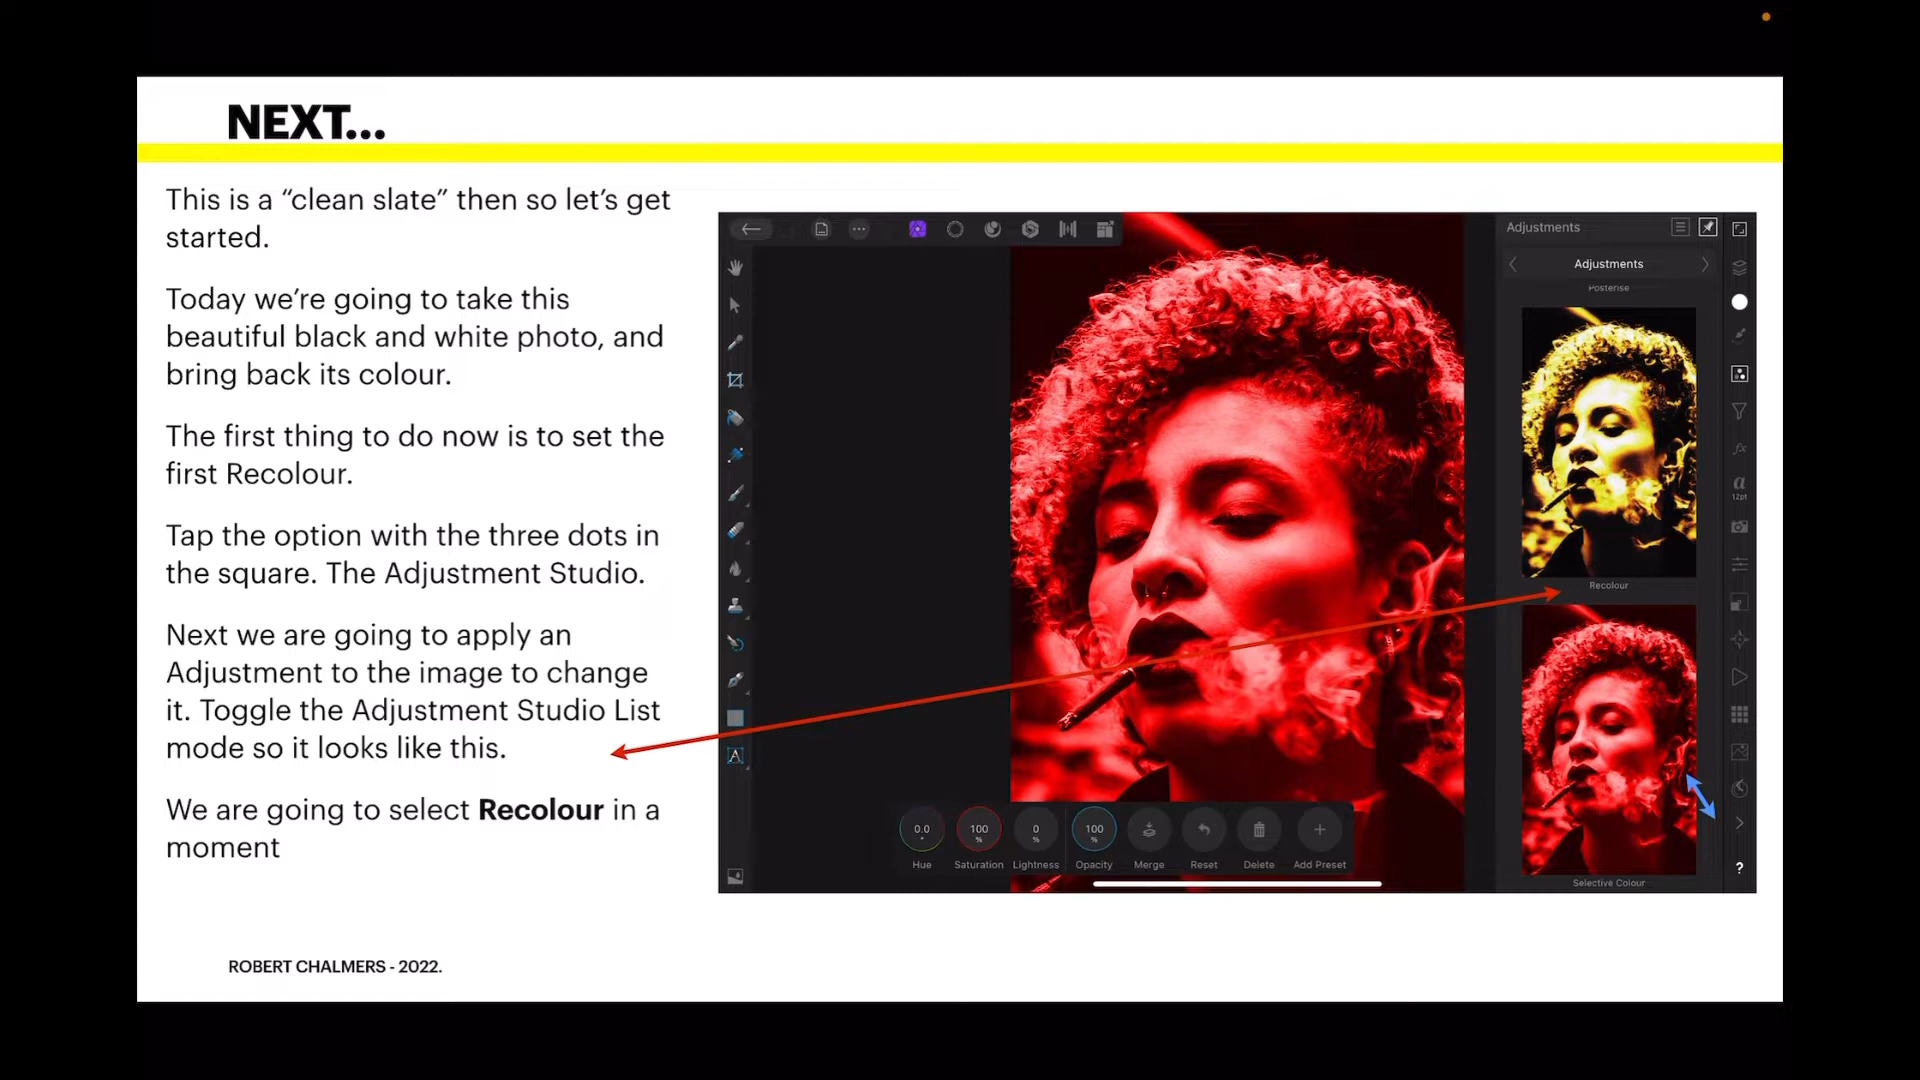 NEXT...
This is a “clean slate” then so let’s get
started.
Today we’re going to take this
beautiful black and white photo, and
bring back its colour.
The first thing to do now is to set the
first Recolour.
Tap the option with the three dots in
the square. The Adjustment Studio.
Next we are going to apply an
Adjustment to the image to change
it. Toggle the Adjustment Studio List
mode so it looks like this.
We are going to select Recolour in a
moment
Adjustments
Adjustments
Posterise
Recolour
Selective Colour
fx
a
12pt
?
A
0.0
°
Hue
100
%
Saturation
0
%
Lightness
100
%
Opacity
Merge
Reset
Delete
Add Preset
ROBERT CHALMERS - 2022.